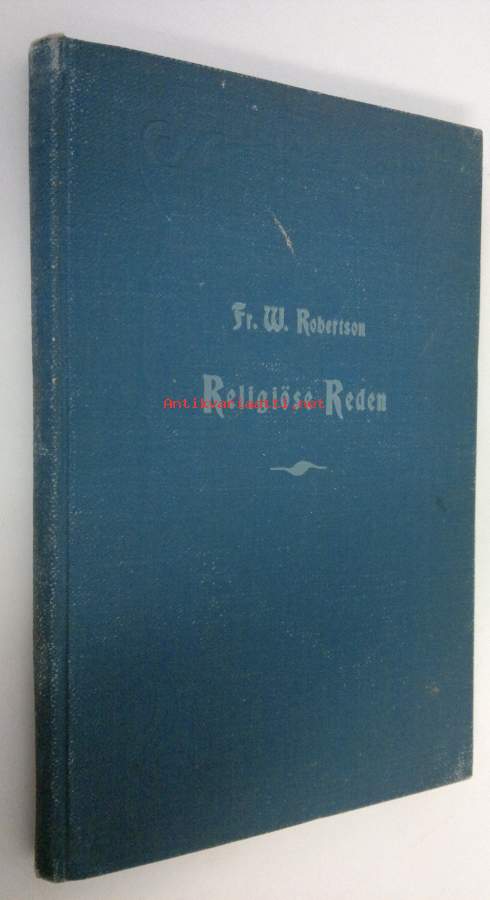 Fr. W. Robertson
Religiöse Reden
Antikvariaatti.net